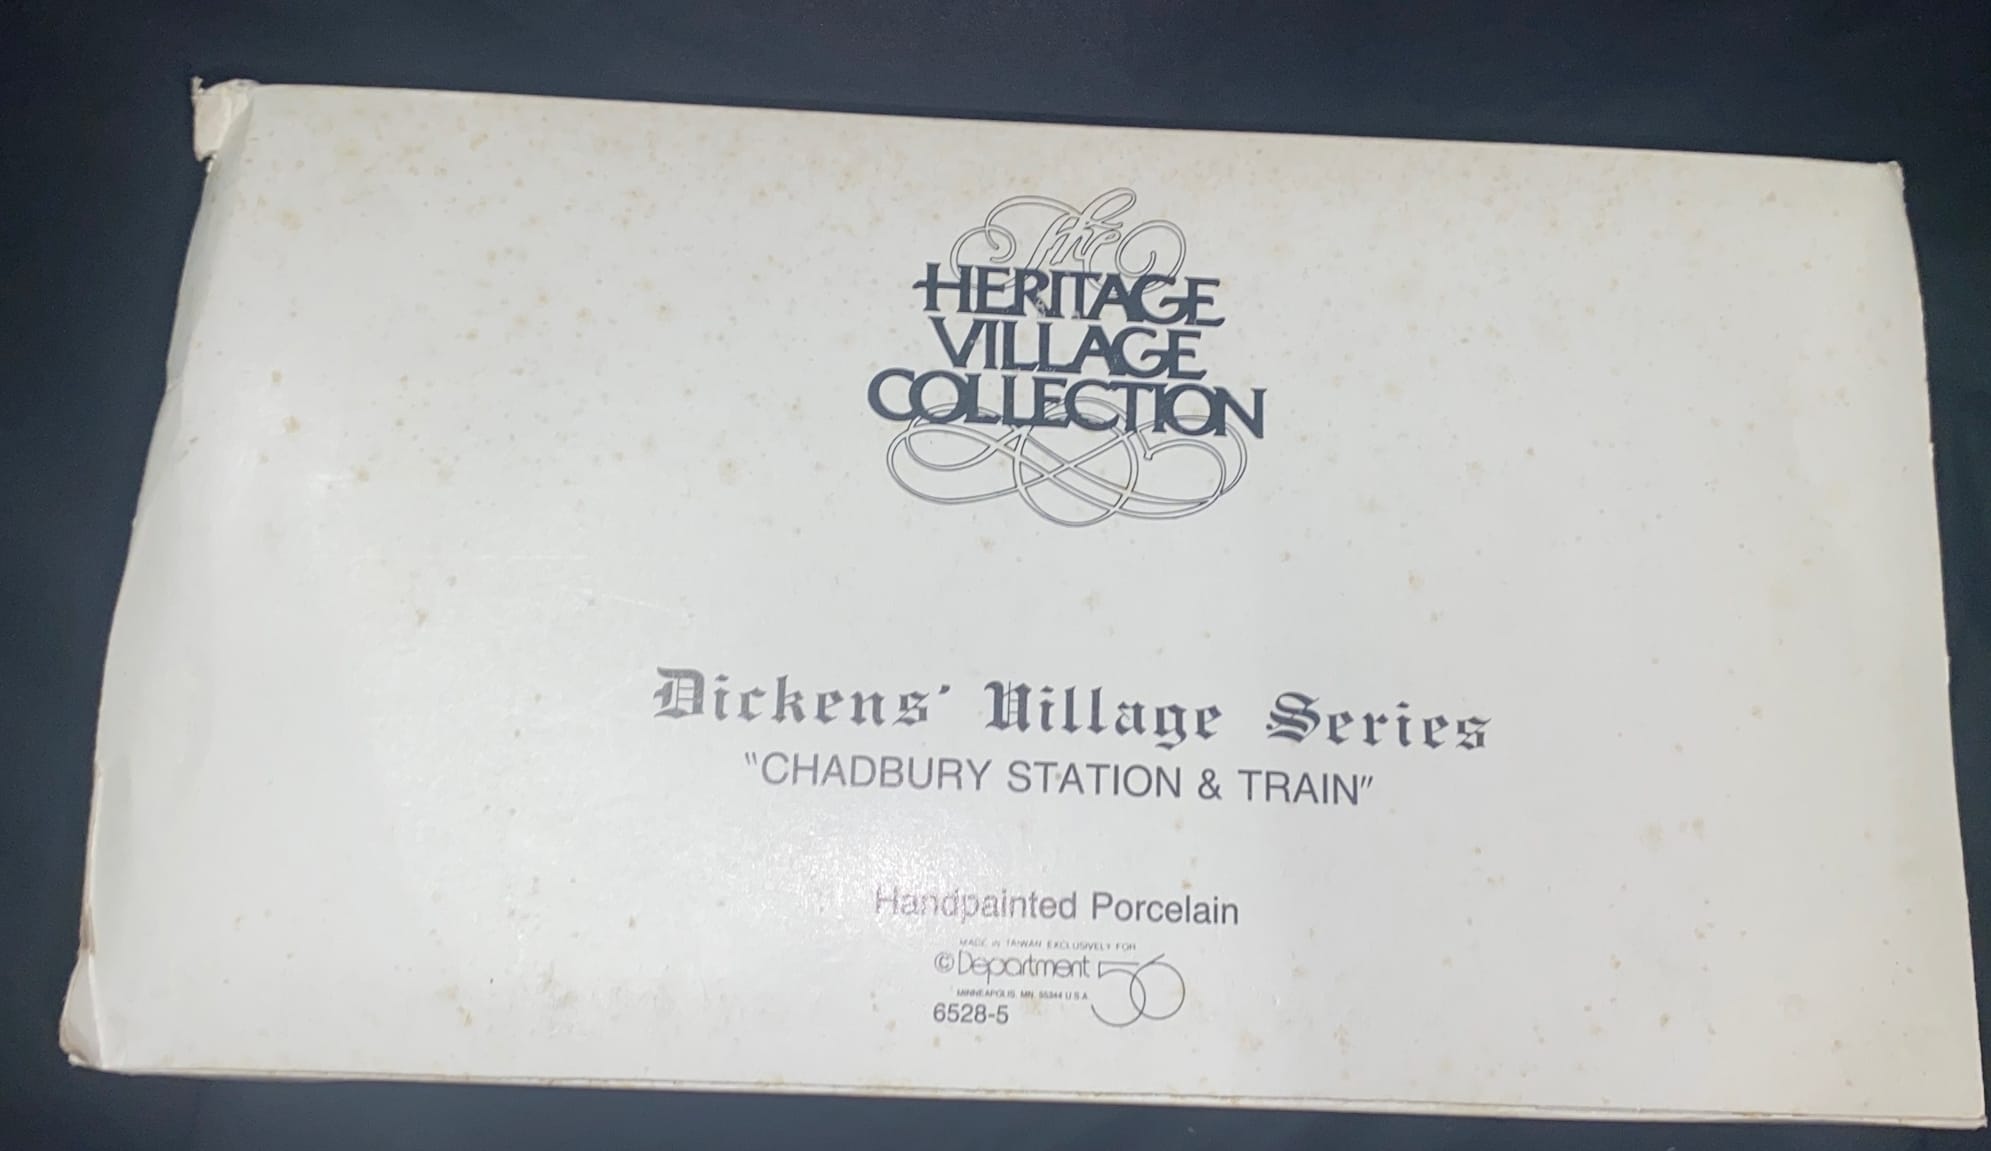 The
HERITAGE
VILLAGE
COLLECTION
Dickens' Village Series
"CHADBURY STATION & TRAIN"
Handpainted Porcelain
MADE IN TAIWAN EXCLUSIVELY FOR
©Department 56
MINNEAPOLIS, MN 55344 U S A
6528-5